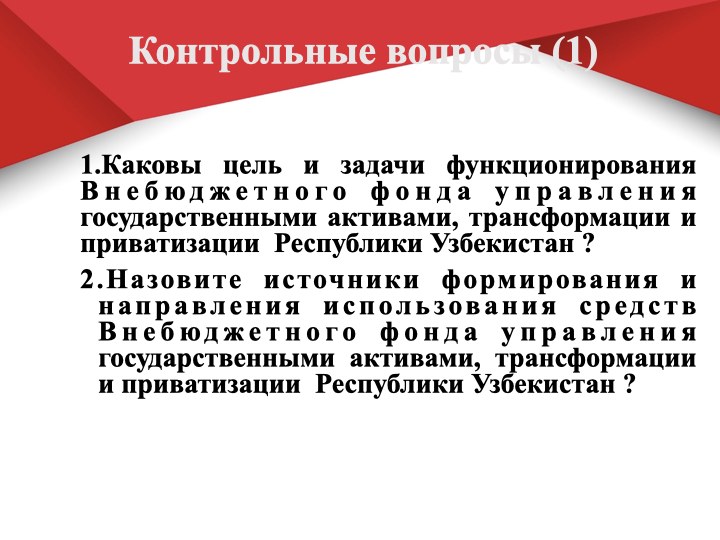 Контрольные вопросы (1)
1.Каковы цель и задачи функционирования
Внебюджетного фонда управления
государственными активами, трансформации и
приватизации Республики Узбекистан ?
2.Назовите источники формирования и
направления использования средств
Внебюджетного фонда управления
государственными активами, трансформации
и приватизации Республики Узбекистан ?